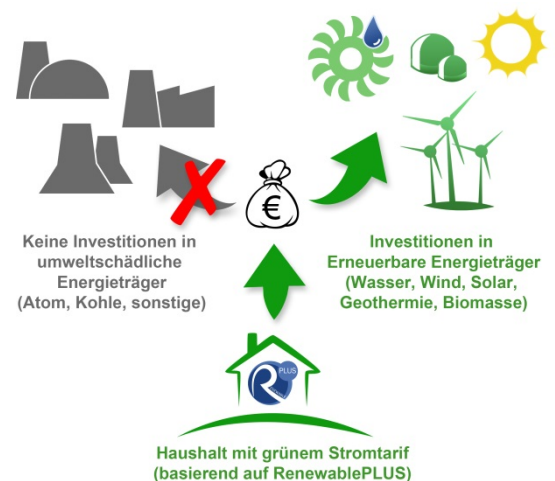 €
Keine Investitionen in
umweltschädliche
Energieträger
(Atom, Kohle, sonstige)
Investitionen in
Erneuerbare Energieträger
(Wasser, Wind, Solar,
Geothermie, Biomasse)
R PLUS
Haushalt mit grünem Stromtarif
(basierend auf RenewablePLUS)